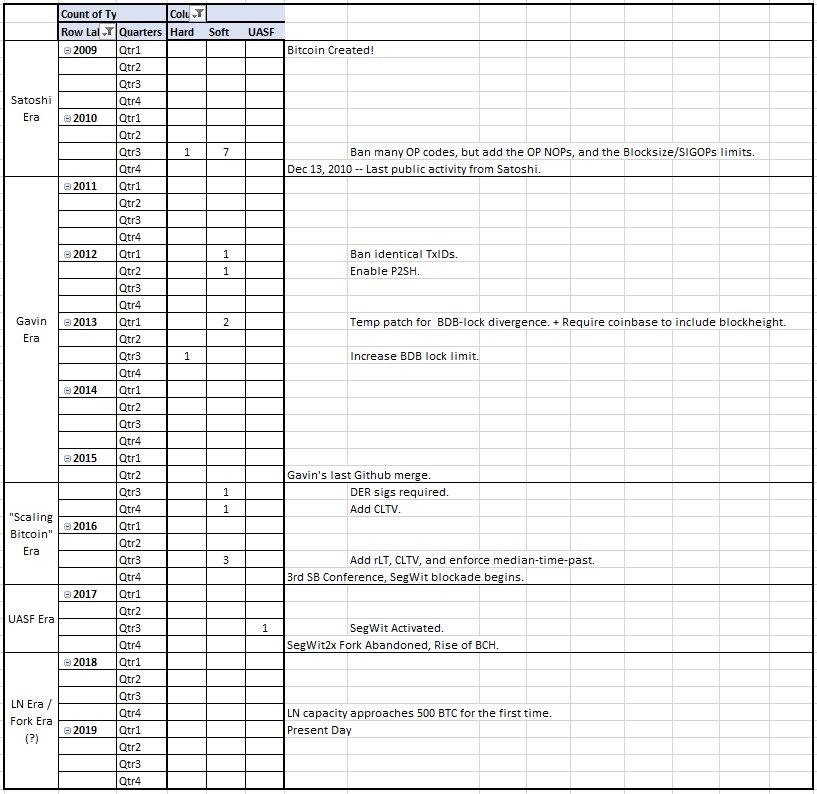 Count of Ty Colu
Row Lal Quarters Hard Soft UASF
2009 Qtr1 Bitcoin Created!
Qtr2
Qtr3
Qtr4
Satoshi Era
2010 Qtr1
Qtr2
Qtr3 1 7 Ban many OP codes, but add the OP NOPs, and the Blocksize/SIGOPs limits.
Qtr4 Dec 13, 2010 -- Last public activity from Satoshi.
2011 Qtr1
Qtr2
Qtr3
Qtr4
2012 Qtr1 1 Ban identical TxIDs.
Qtr2 1 Enable P2SH.
Qtr3
Qtr4
Gavin Era
2013 Qtr1 2 Temp patch for BDB-lock divergence. + Require coinbase to include blockheight.
Qtr2
Qtr3 1 Increase BDB lock limit.
Qtr4
2014 Qtr1
Qtr2
Qtr3
Qtr4
2015 Qtr1
Qtr2 Gavin's last Github merge.
Qtr3 1 DER sigs required.
Qtr4 1 Add CLTV.
"Scaling Bitcoin" Era
2016 Qtr1
Qtr2
Qtr3 3 Add rLT, CLTV, and enforce median-time-past.
Qtr4 3rd SB Conference, SegWit blockade begins.
2017 Qtr1
Qtr2
UASF Era
Qtr3 1 SegWit Activated.
Qtr4 SegWit2x Fork Abandoned, Rise of BCH.
2018 Qtr1
Qtr2
Qtr3
Qtr4 LN capacity approaches 500 BTC for the first time.
LN Era / Fork Era (?)
2019 Qtr1 Present Day
Qtr2
Qtr3
Qtr4